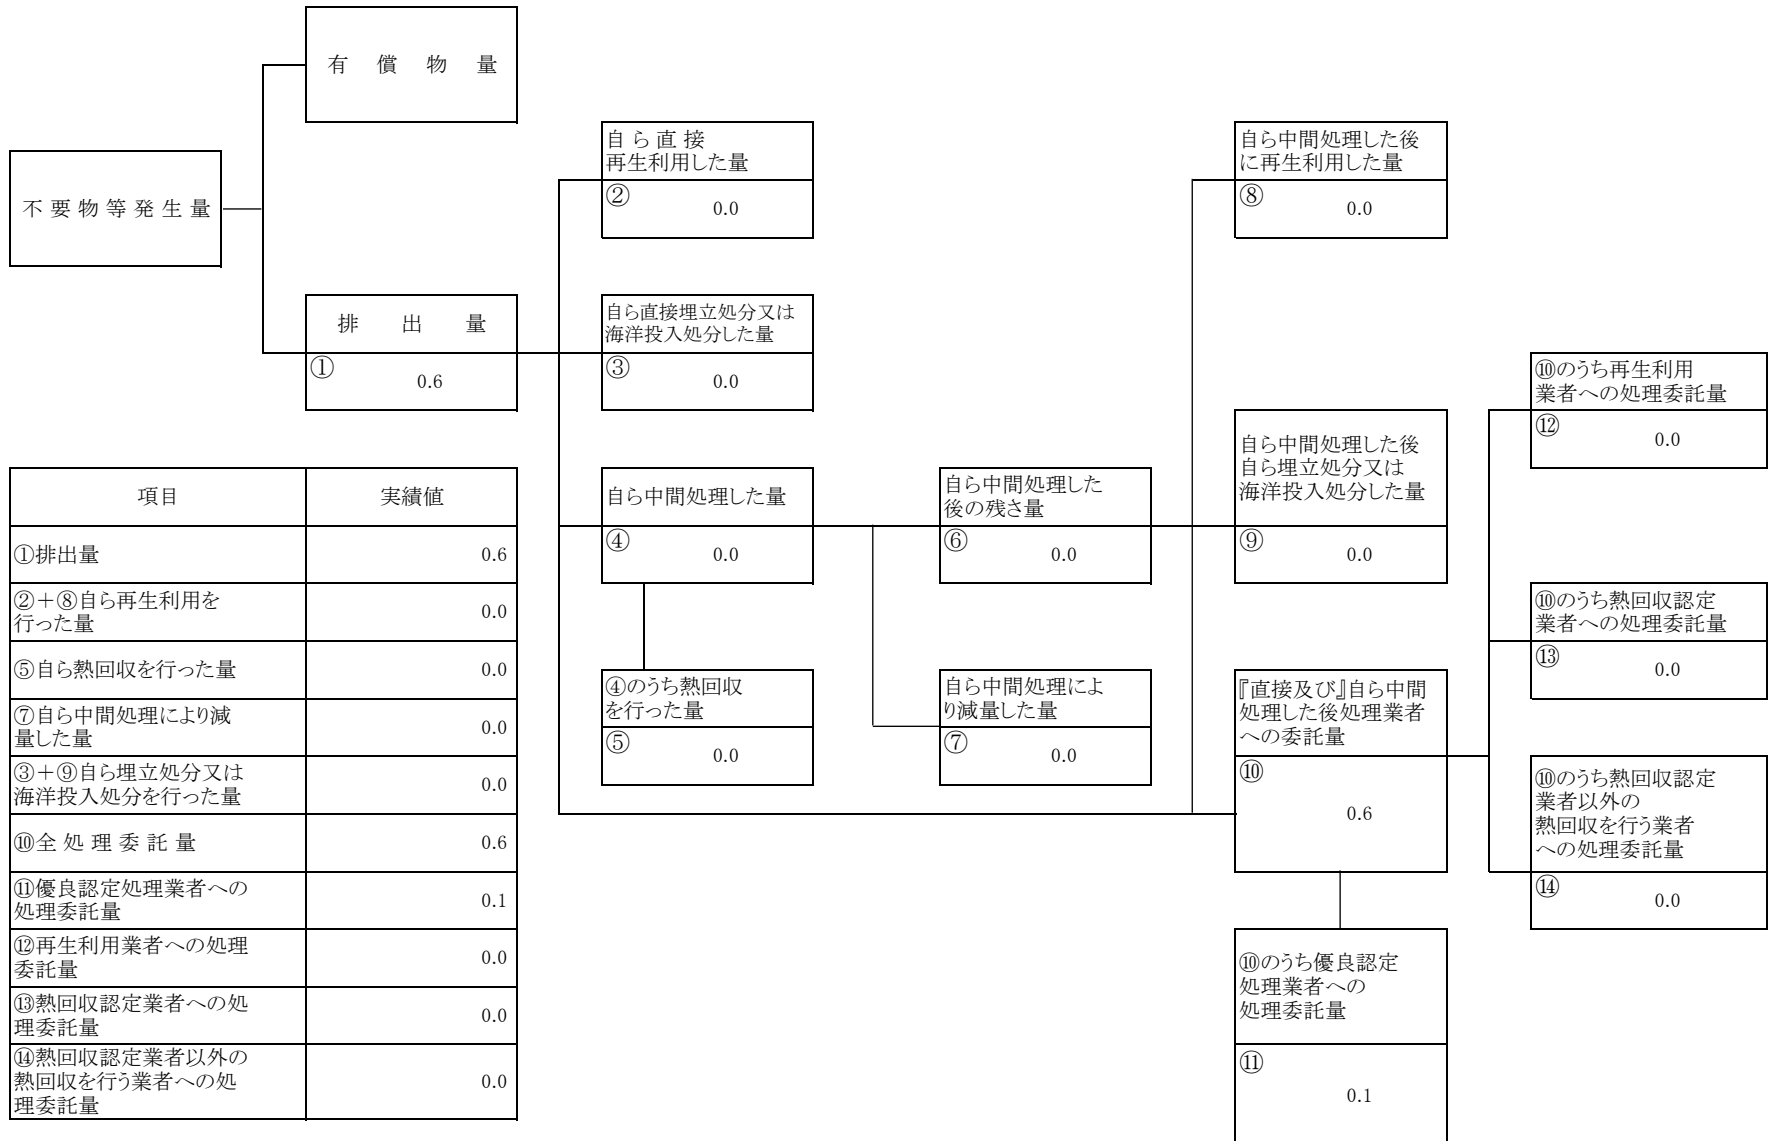 有 償 物 量
不要物等発生量
排 出 量
①
0.6
自ら直接
再生利用した量
②
0.0
自ら直接埋立処分又は
海洋投入処分した量
③
0.0
自ら中間処理した量
④
0.0
④のうち熱回収
を行った量
⑤
0.0
自ら中間処理した
後の残さ量
⑥
0.0
自ら中間処理によ
り減量した量
⑦
0.0
自ら中間処理した後
に再生利用した量
⑧
0.0
自ら中間処理した後
自ら埋立処分又は
海洋投入処分した量
⑨
0.0
『直接及び』自ら中間
処理した後処理業者
への委託量
⑩
0.6
⑩のうち優良認定
処理業者への
処理委託量
⑪
0.1
⑩のうち再生利用
業者への処理委託量
⑫
0.0
⑩のうち熱回収認定
業者への処理委託量
⑬
0.0
⑩のうち熱回収認定
業者以外の
熱回収を行う業者
への処理委託量
⑭
0.0
項目 実績値
①排出量 0.6
②＋⑧自ら再生利用を
行った量 0.0
⑤自ら熱回収を行った量 0.0
⑦自ら中間処理により減
量した量 0.0
③＋⑨自ら埋立処分又は
海洋投入処分を行った量 0.0
⑩全 処 理 委 託 量 0.6
⑪優良認定処理業者への
処理委託量 0.1
⑫再生利用業者への処理
委託量 0.0
⑬熱回収認定業者への処
理委託量 0.0
⑭熱回収認定業者以外の
熱回収を行う業者への処
理委託量 0.0